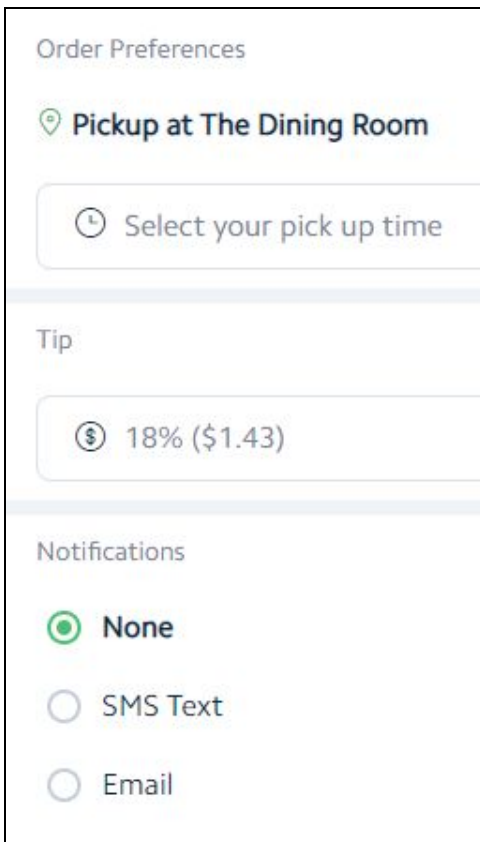 Order Preferences
Pickup at The Dining Room
Select your pick up time
Tip
18% ($1.43)
Notifications
None
SMS Text
Email